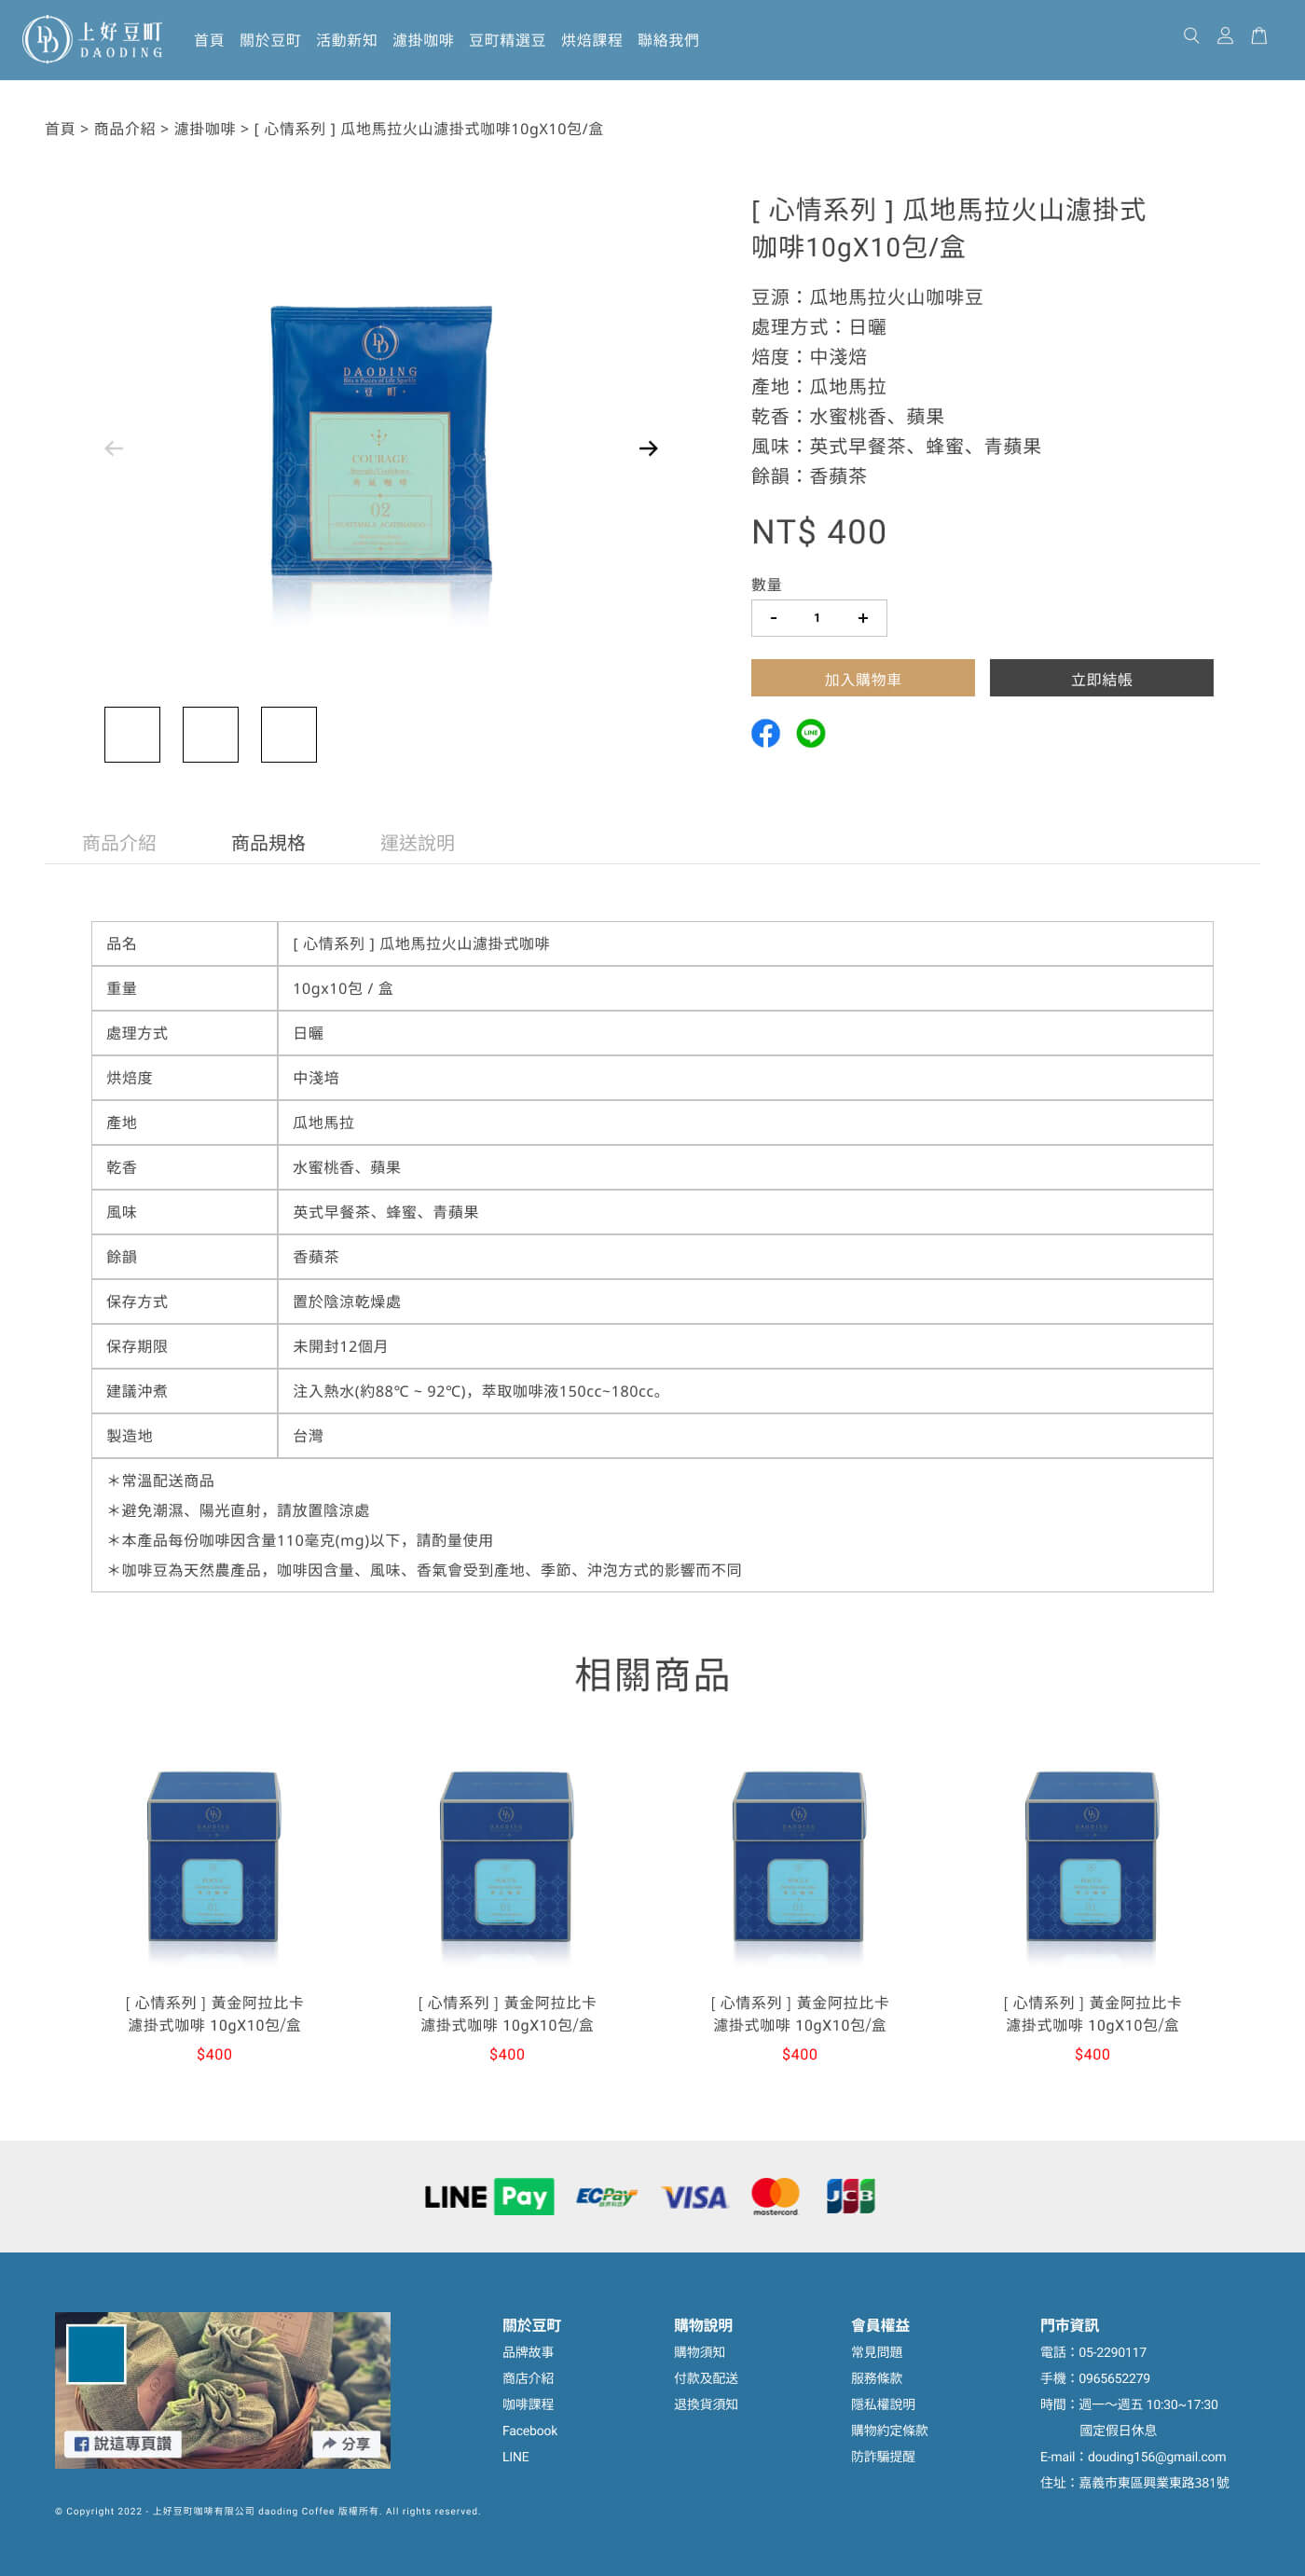 上好豆町
DAODING
首頁 關於豆町 活動新知 濾掛咖啡 豆町精選豆 烘焙課程 聯絡我們
首頁 > 商品介紹 > 濾掛咖啡 > [ 心情系列 ] 瓜地馬拉火山濾掛式咖啡10gX10包/盒
[ 心情系列 ] 瓜地馬拉火山濾掛式
咖啡10gX10包/盒
豆源：瓜地馬拉火山咖啡豆
處理方式：日曬
焙度：中淺焙
產地：瓜地馬拉
乾香：水蜜桃香、蘋果
風味：英式早餐茶、蜂蜜、青蘋果
餘韻：香蘋茶
NT$ 400
數量
- 1 +
加入購物車 立即結帳
LINE
DAODING
豆町
COURAGE
02
商品介紹 商品規格 運送說明
品名 [ 心情系列 ] 瓜地馬拉火山濾掛式咖啡
重量 10gx10包 / 盒
處理方式 日曬
烘焙度 中淺培
產地 瓜地馬拉
乾香 水蜜桃香、蘋果
風味 英式早餐茶、蜂蜜、青蘋果
餘韻 香蘋茶
保存方式 置於陰涼乾燥處
保存期限 未開封12個月
建議沖煮 注入熱水(約88℃ ~ 92℃)，萃取咖啡液150cc~180cc。
製造地 台灣
＊常溫配送商品
＊避免潮濕、陽光直射，請放置陰涼處
＊本產品每份咖啡因含量110毫克(mg)以下，請酌量使用
＊咖啡豆為天然農產品，咖啡因含量、風味、香氣會受到產地、季節、沖泡方式的影響而不同
相關商品
[ 心情系列 ] 黃金阿拉比卡
濾掛式咖啡 10gX10包/盒
$400
[ 心情系列 ] 黃金阿拉比卡
濾掛式咖啡 10gX10包/盒
$400
[ 心情系列 ] 黃金阿拉比卡
濾掛式咖啡 10gX10包/盒
$400
[ 心情系列 ] 黃金阿拉比卡
濾掛式咖啡 10gX10包/盒
$400
LINE Pay ECPay VISA mastercard JCB
說這專頁讚 分享
關於豆町
品牌故事
商店介紹
咖啡課程
Facebook
LINE
購物說明
購物須知
付款及配送
退換貨須知
會員權益
常見問題
服務條款
隱私權說明
購物約定條款
防詐騙提醒
門市資訊
電話：05-2290117
手機：0965652279
時間：週一～週五 10:30~17:30
國定假日休息
E-mail：douding156@gmail.com
住址：嘉義市東區興業東路381號
© Copyright 2022 - 上好豆町咖啡有限公司 daoding Coffee 版權所有. All rights reserved.